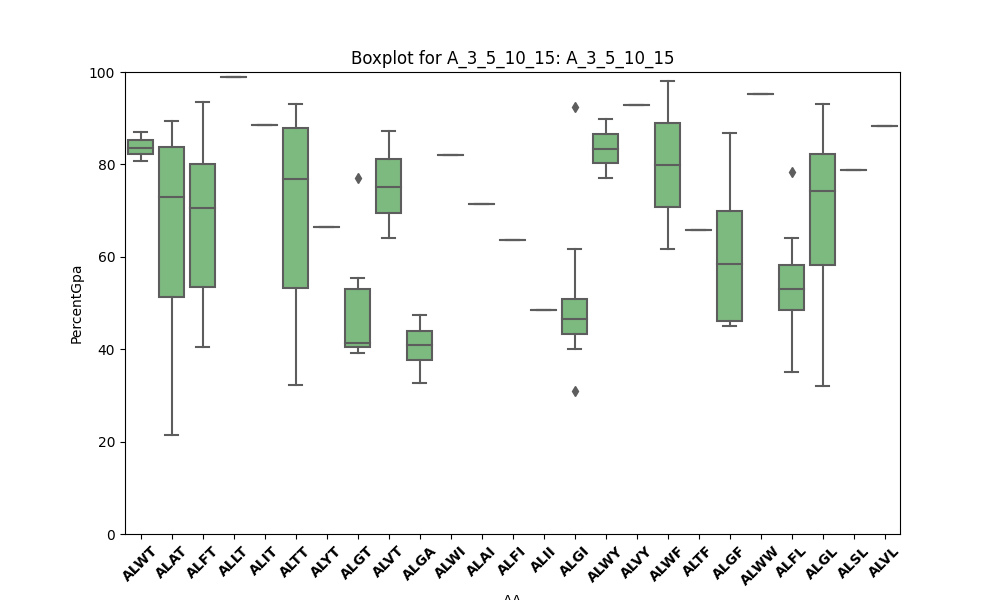 Boxplot for A_3_5_10_15: A_3_5_10_15
100
80
60
40
20
0
PercentGpa
ALWT ALAT ALFT ALLT ALIT ALTT ALYT ALGT ALVT ALGA ALWI ALAI ALFI ALII ALGI ALWY ALVY ALWF ALTF ALGF ALWW ALFL ALGL ALSL ALVL
AA